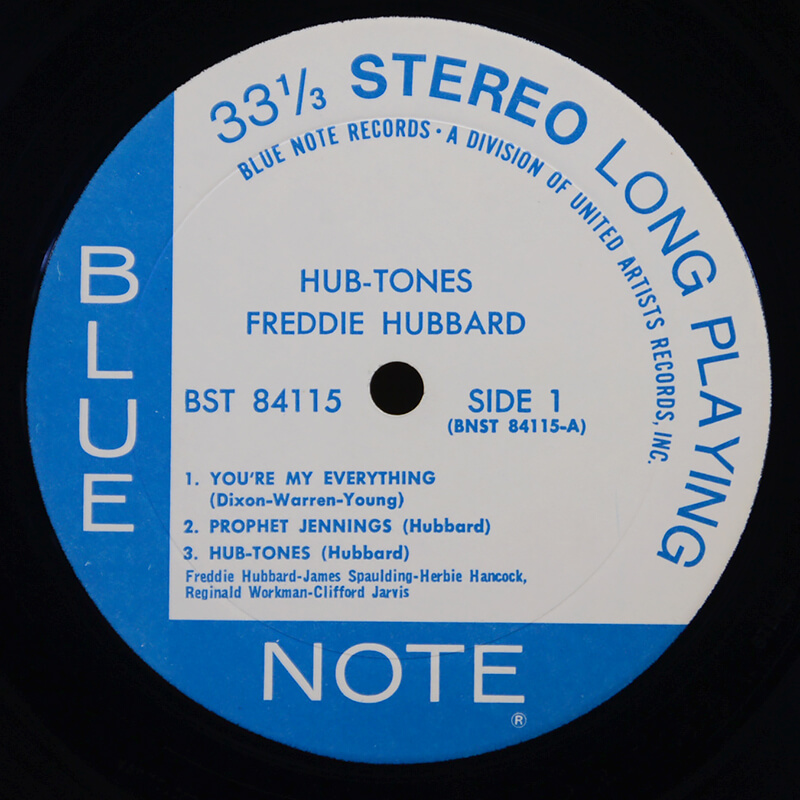 33⅓ STEREO LONG PLAYING
BLUE NOTE RECORDS · A DIVISION OF UNITED ARTISTS RECORDS, INC.
BLUE
HUB-TONES
FREDDIE HUBBARD
BST 84115
SIDE 1
(BNST 84115-A)
1. YOU'RE MY EVERYTHING
(Dixon-Warren-Young)
2. PROPHET JENNINGS (Hubbard)
3. HUB-TONES (Hubbard)
Freddie Hubbard-James Spaulding-Herbie Hancock,
Reginald Workman-Clifford Jarvis
NOTE
®